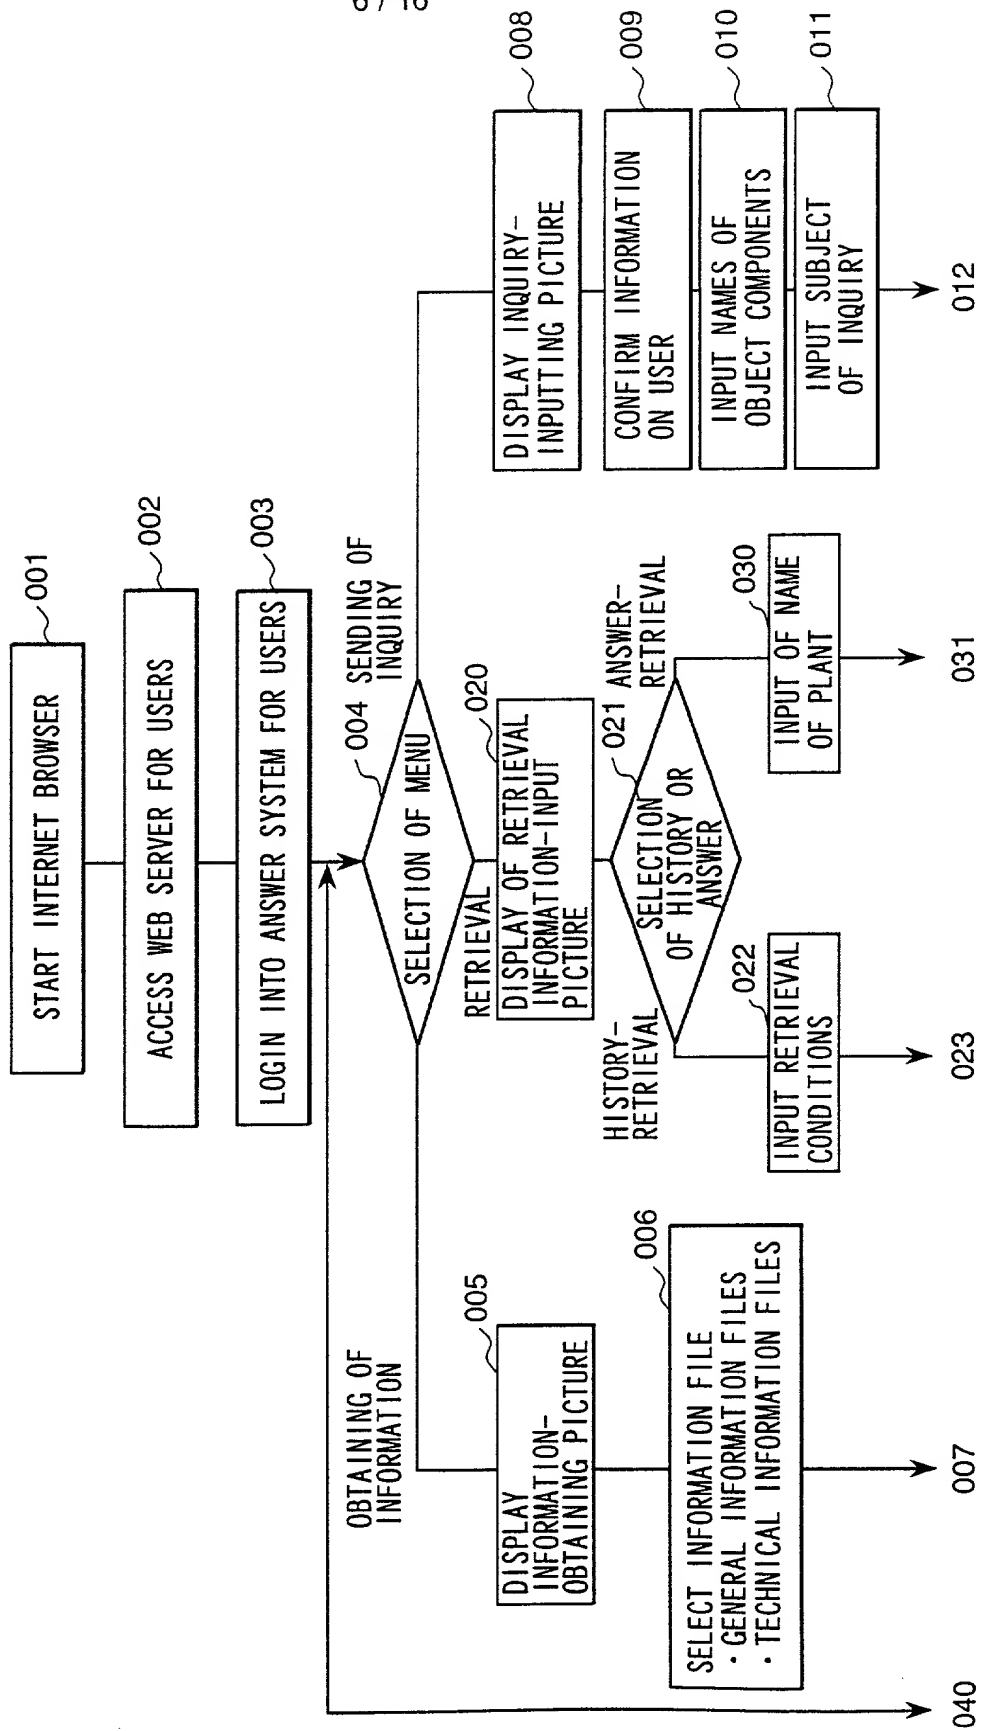 6 / 16
START INTERNET BROWSER
001
ACCESS WEB SERVER FOR USERS
002
LOGIN INTO ANSWER SYSTEM FOR USERS
003
SELECTION OF MENU
004
OBTAINING OF
INFORMATION
RETRIEVAL
SENDING OF
INQUIRY
DISPLAY
INFORMATION-
OBTAINING PICTURE
005
SELECT INFORMATION FILE
· GENERAL INFORMATION FILES
· TECHNICAL INFORMATION FILES
006
DISPLAY OF RETRIEVAL
INFORMATION-INPUT
PICTURE
020
SELECTION
OF HISTORY OR
ANSWER
021
HISTORY-
RETRIEVAL
ANSWER-
RETRIEVAL
INPUT RETRIEVAL
CONDITIONS
022
INPUT OF NAME
OF PLANT
030
DISPLAY INQUIRY-
INPUTTING PICTURE
008
CONFIRM INFORMATION
ON USER
009
INPUT NAMES OF
OBJECT COMPONENTS
010
INPUT SUBJECT
OF INQUIRY
011
040
007
023
031
012